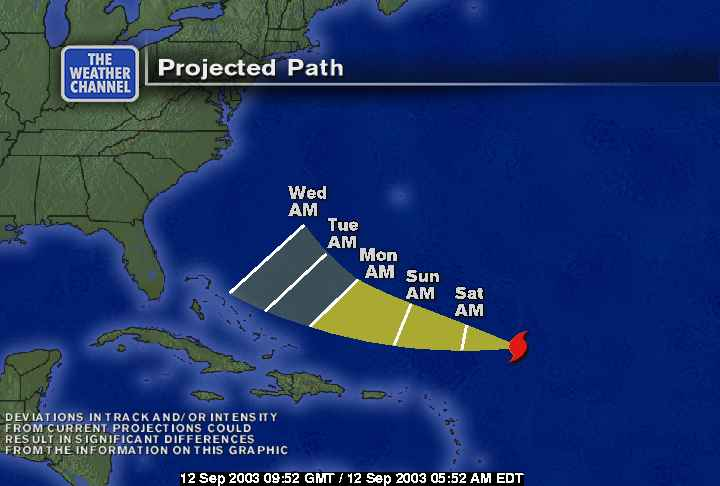 THE
WEATHER
CHANNEL
Projected Path
Wed
AM
Tue
AM
Mon
AM
Sun
AM
Sat
AM
DEVIATIONS IN TRACK AND/OR INTENSITY
FROM CURRENT PROJECTIONS COULD
RESULT IN SIGNIFICANT DIFFERENCES
FROM THE INFORMATION ON THIS GRAPHIC
12 Sep 2003 09:52 GMT / 12 Sep 2003 05:52 AM EDT